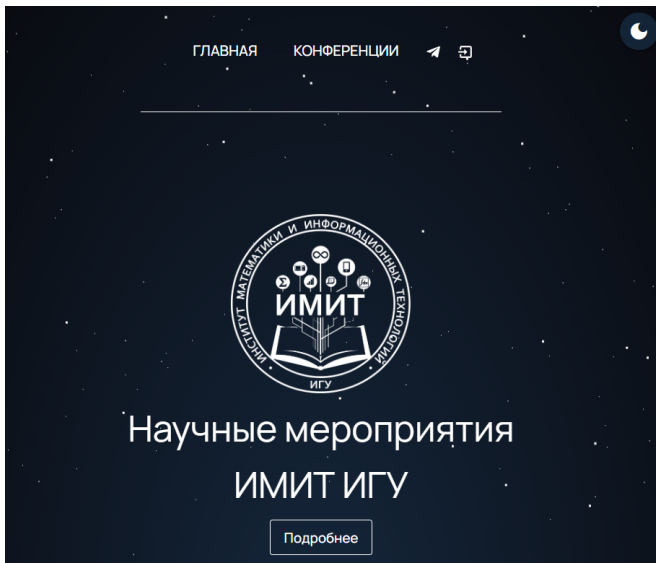 ГЛАВНАЯ КОНФЕРЕНЦИИ
ИНСТИТУТ МАТЕМАТИКИ И ИНФОРМАЦИОННЫХ ТЕХНОЛОГИЙ
ИМИТ
ИГУ
Научные мероприятия
ИМИТ ИГУ
Подробнее